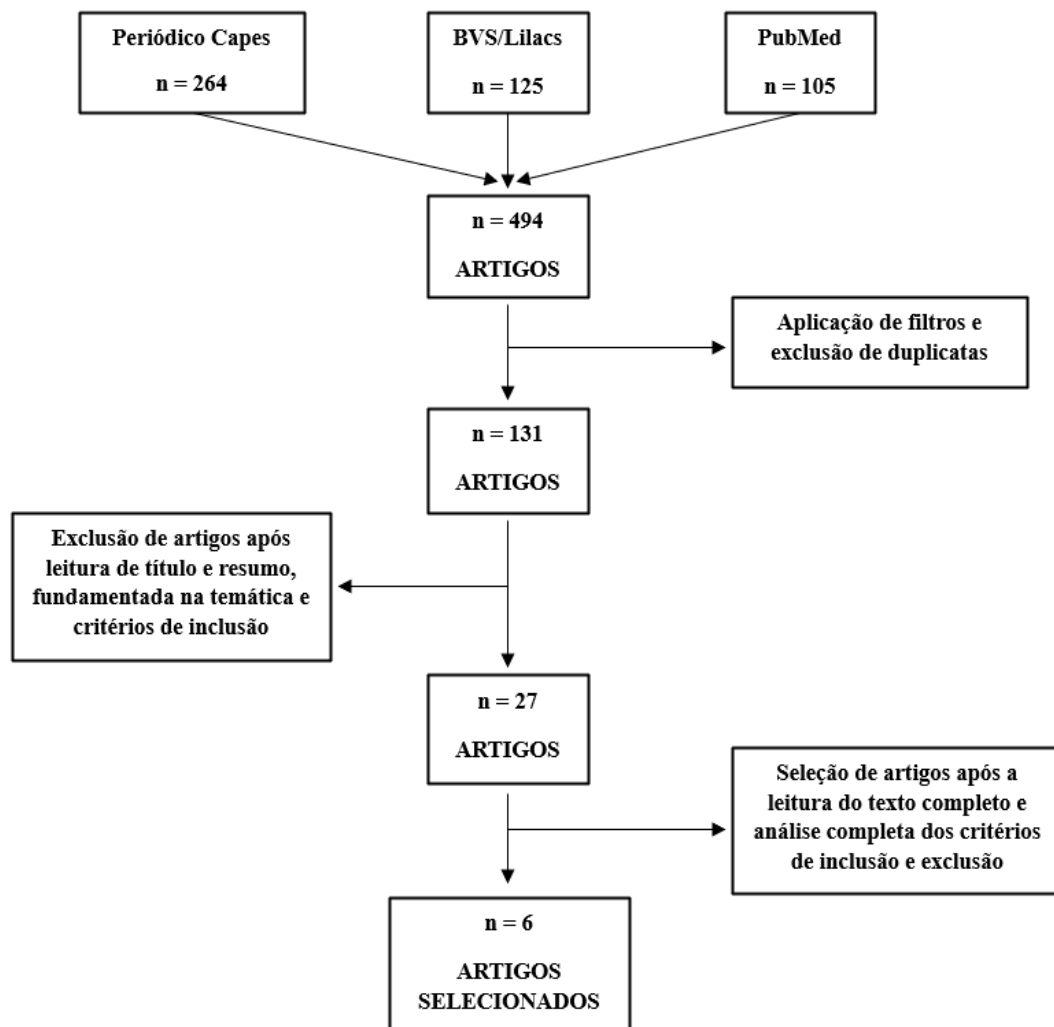 Periódico Capes
n = 264
BVS/Lilacs
n = 125
PubMed
n = 105
n = 494
ARTIGOS
Aplicação de filtros e
exclusão de duplicatas
n = 131
ARTIGOS
Exclusão de artigos após
leitura de título e resumo,
fundamentada na temática e
critérios de inclusão
n = 27
ARTIGOS
Seleção de artigos após a
leitura do texto completo e
análise completa dos critérios
de inclusão e exclusão
n = 6
ARTIGOS
SELECIONADOS